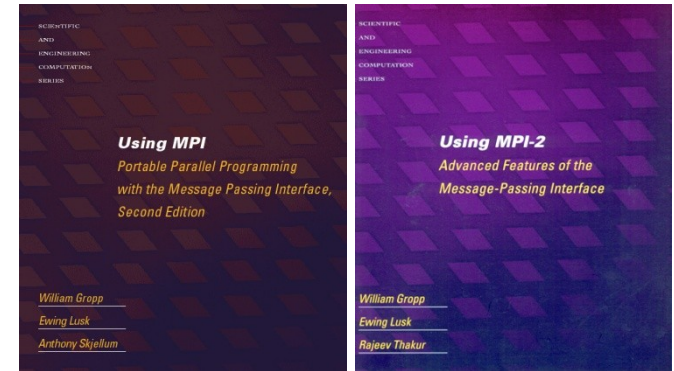 SCIENTIFIC
AND
ENGINEERING
COMPUTATION
SERIES
Using MPI
Portable Parallel Programming
with the Message Passing Interface,
Second Edition
William Gropp
Ewing Lusk
Anthony Skjellum
SCIENTIFIC
AND
ENGINEERING
COMPUTATION
SERIES
Using MPI-2
Advanced Features of the
Message-Passing Interface
William Gropp
Ewing Lusk
Rajeev Thakur